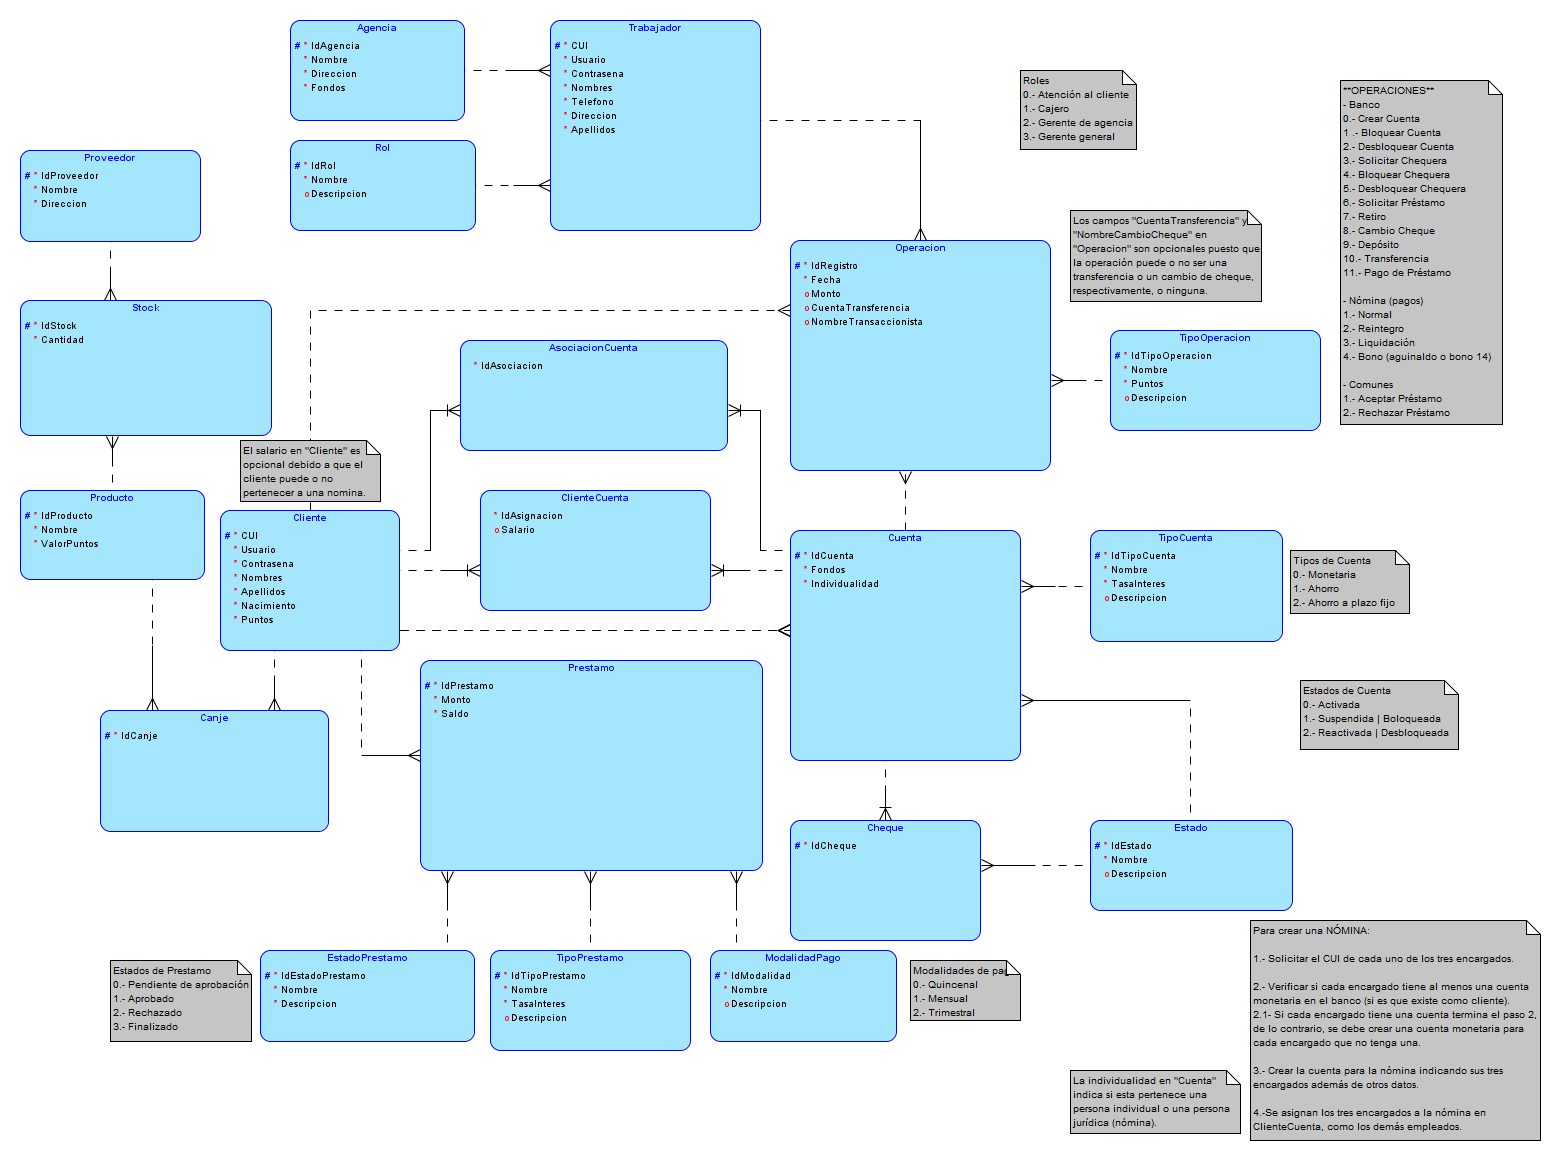 Agencia
# * IdAgencia
* Nombre
* Direccion
* Fondos
Trabajador
# * CUI
* Usuario
* Contrasena
* Nombres
* Telefono
* Direccion
* Apellidos
Rol
# * IdRol
* Nombre
o Descripcion
Proveedor
# * IdProveedor
* Nombre
* Direccion
Roles
0.- Atención al cliente
1.- Cajero
2.- Gerente de agencia
3.- Gerente general
**OPERACIONES**
- Banco
0.- Crear Cuenta
1 .- Bloquear Cuenta
2.- Desbloquear Cuenta
3.- Solicitar Chequera
4.- Bloquear Chequera
5.- Desbloquear Chequera
6.- Solicitar Préstamo
7.- Retiro
8.- Cambio Cheque
9.- Depósito
10.- Transferencia
11.- Pago de Préstamo
- Nómina (pagos)
1.- Normal
2.- Reintegro
3.- Liquidación
4.- Bono (aguinaldo o bono 14)
- Comunes
1.- Aceptar Préstamo
2.- Rechazar Préstamo
Los campos "CuentaTransferencia" y
"NombreCambioCheque" en
"Operacion" son opcionales puesto que
la operación puede o no ser una
transferencia o un cambio de cheque,
respectivamente, o ninguna.
Operacion
# * IdRegistro
* Fecha
o Monto
o CuentaTransferencia
o NombreTransaccionista
Stock
# * IdStock
* Cantidad
AsociacionCuenta
* IdAsociacion
TipoOperacion
# * IdTipoOperacion
* Nombre
* Puntos
o Descripcion
El salario en "Cliente" es
opcional debido a que el
cliente puede o no
pertenecer a una nomina.
Producto
# * IdProducto
* Nombre
* ValorPuntos
Cliente
# * CUI
* Usuario
* Contrasena
* Nombres
* Apellidos
* Nacimiento
* Puntos
ClienteCuenta
* IdAsignacion
o Salario
Cuenta
# * IdCuenta
* Fondos
* Individualidad
TipoCuenta
# * IdTipoCuenta
* Nombre
* TasaInteres
o Descripcion
Tipos de Cuenta
0.- Monetaria
1.- Ahorro
2.- Ahorro a plazo fijo
Prestamo
# * IdPrestamo
* Monto
* Saldo
Estados de Cuenta
0.- Activada
1.- Suspendida | Boloqueada
2.- Reactivada | Desbloqueada
Canje
# * IdCanje
Cheque
# * IdCheque
Estado
# * IdEstado
* Nombre
o Descripcion
Estados de Prestamo
0.- Pendiente de aprobación
1.- Aprobado
2.- Rechazado
3.- Finalizado
EstadoPrestamo
# * IdEstadoPrestamo
* Nombre
* Descripcion
TipoPrestamo
# * IdTipoPrestamo
* Nombre
* TasaInteres
o Descripcion
ModalidadPago
# * IdModalidad
* Nombre
o Descripcion
Modalidades de
0.- Quincenal
1.- Mensual
2.- Trimestral
Para crear una NÓMINA:
1.- Solicitar el CUI de cada uno de los tres encargados.
2.- Verificar si cada encargado tiene al menos una cuenta
monetaria en el banco (si es que existe como cliente).
2.1- Si cada encargado tiene una cuenta termina el paso 2,
de lo contrario, se debe crear una cuenta monetaria para
cada encargado que no tenga una.
3.- Crear la cuenta para la nómina indicando sus tres
encargados además de otros datos.
4.-Se asignan los tres encargados a la nómina en
ClienteCuenta, como los demás empleados.
La individualidad en "Cuenta"
indica si esta pertenece una
persona individual o una persona
jurídica (nómina).